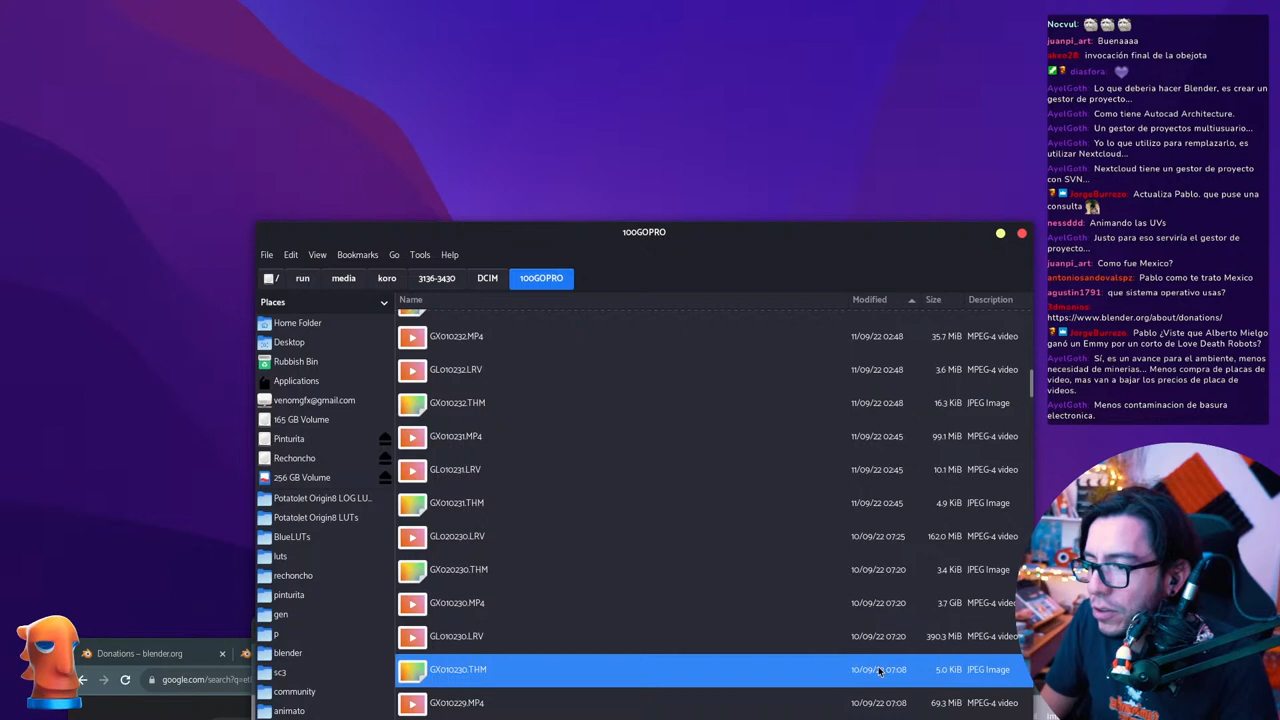 100GOPRO
File Edit View Bookmarks Go Tools Help
/ run media koro 3136-3430 DCIM 100GOPRO
Places
Home Folder
Desktop
Rubbish Bin
Applications
venomgfx@gmail.com
165 GB Volume
Pinturita
Rechoncho
256 GB Volume
PotatoJet Origin8 LOG LU...
PotatoJet Origin8 LUTs
BlueLUTs
luts
rechoncho
pinturita
gen
p
blender
sc3
community
animato
Name Modified Size Description
GX010232.MP4 11/09/22 02:48 35.7 MiB MPEG-4 video
GL010232.LRV 11/09/22 02:48 3.6 MiB MPEG-4 video
GX010232.THM 11/09/22 02:48 16.3 KiB JPEG Image
GX010231.MP4 11/09/22 02:45 99.1 MiB MPEG-4 video
GL010231.LRV 11/09/22 02:45 10.1 MiB MPEG-4 video
GX010231.THM 11/09/22 02:45 4.9 KiB JPEG Image
GL020230.LRV 10/09/22 07:25 162.0 MiB MPEG-4 video
GX020230.THM 10/09/22 07:20 3.4 KiB JPEG Image
GX010230.MP4 10/09/22 07:20 3.7 GiB MPEG-4 video
GL010230.LRV 10/09/22 07:20 390.3 MiB MPEG-4 video
GX010230.THM 10/09/22 07:08 5.0 KiB JPEG Image
GX010229.MP4 10/09/22 07:08 69.3 MiB MPEG-4 video
Donations — blender.org
google.com/search?q=et
Nocvul:
juanpi_art: Buenaaaa
akeo28: invocación final de la obejota
diasfora:
AyelGoth: Lo que deberia hacer Blender, es crear un
gestor de proyecto...
AyelGoth: Como tiene Autocad Architecture.
AyelGoth: Un gestor de proyectos multiusuario...
AyelGoth: Yo lo que utilizo para remplazarlo, es
utilizar Nextcloud...
AyelGoth: Nextcloud tiene un gestor de proyecto
con SVN...
JorgeBurrezo: Actualiza Pablo. que puse una
consulta
nessddd: Animando las UVs
AyelGoth: Justo para eso serviría el gestor de
proyecto...
juanpi_art: Como fue Mexico?
antoniosandovalspz: Pablo como te trato Mexico
agustin1791: que sistema operativo usas?
3dmonios:
https://www.blender.org/about/donations/
JorgeBurrezo: Pablo ¿Viste que Alberto Mielgo
ganó un Emmy por un corto de Love Death Robots?
AyelGoth: Sí, es un avance para el ambiente, menos
necesidad de minerias... Menos compra de placas de
video, mas van a bajar los precios de placa de
videos.
AyelGoth: Menos contaminacion de basura
electronica.